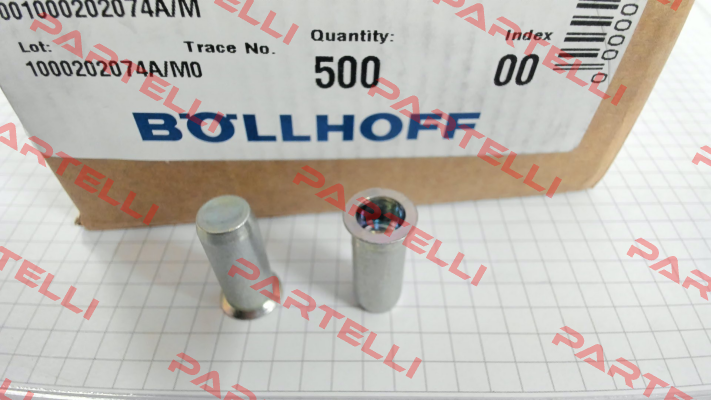 001000202074A/M
Lot: Trace No. Quantity: Index
1000202074A/M0 500 00
BÖLLHOFF
PARTELLI
PARTELLI
PARTELLI
PARTELLI
PARTELLI
PARTELLI
PARTELLI